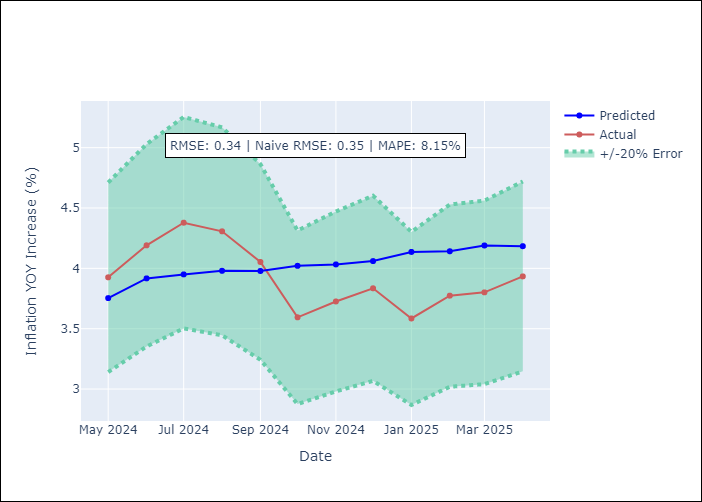 Predicted
Actual
+/-20% Error
RMSE: 0.34 | Naive RMSE: 0.35 | MAPE: 8.15%
Inflation YOY Increase (%)
5
4.5
4
3.5
3
May 2024
Jul 2024
Sep 2024
Nov 2024
Jan 2025
Mar 2025
Date